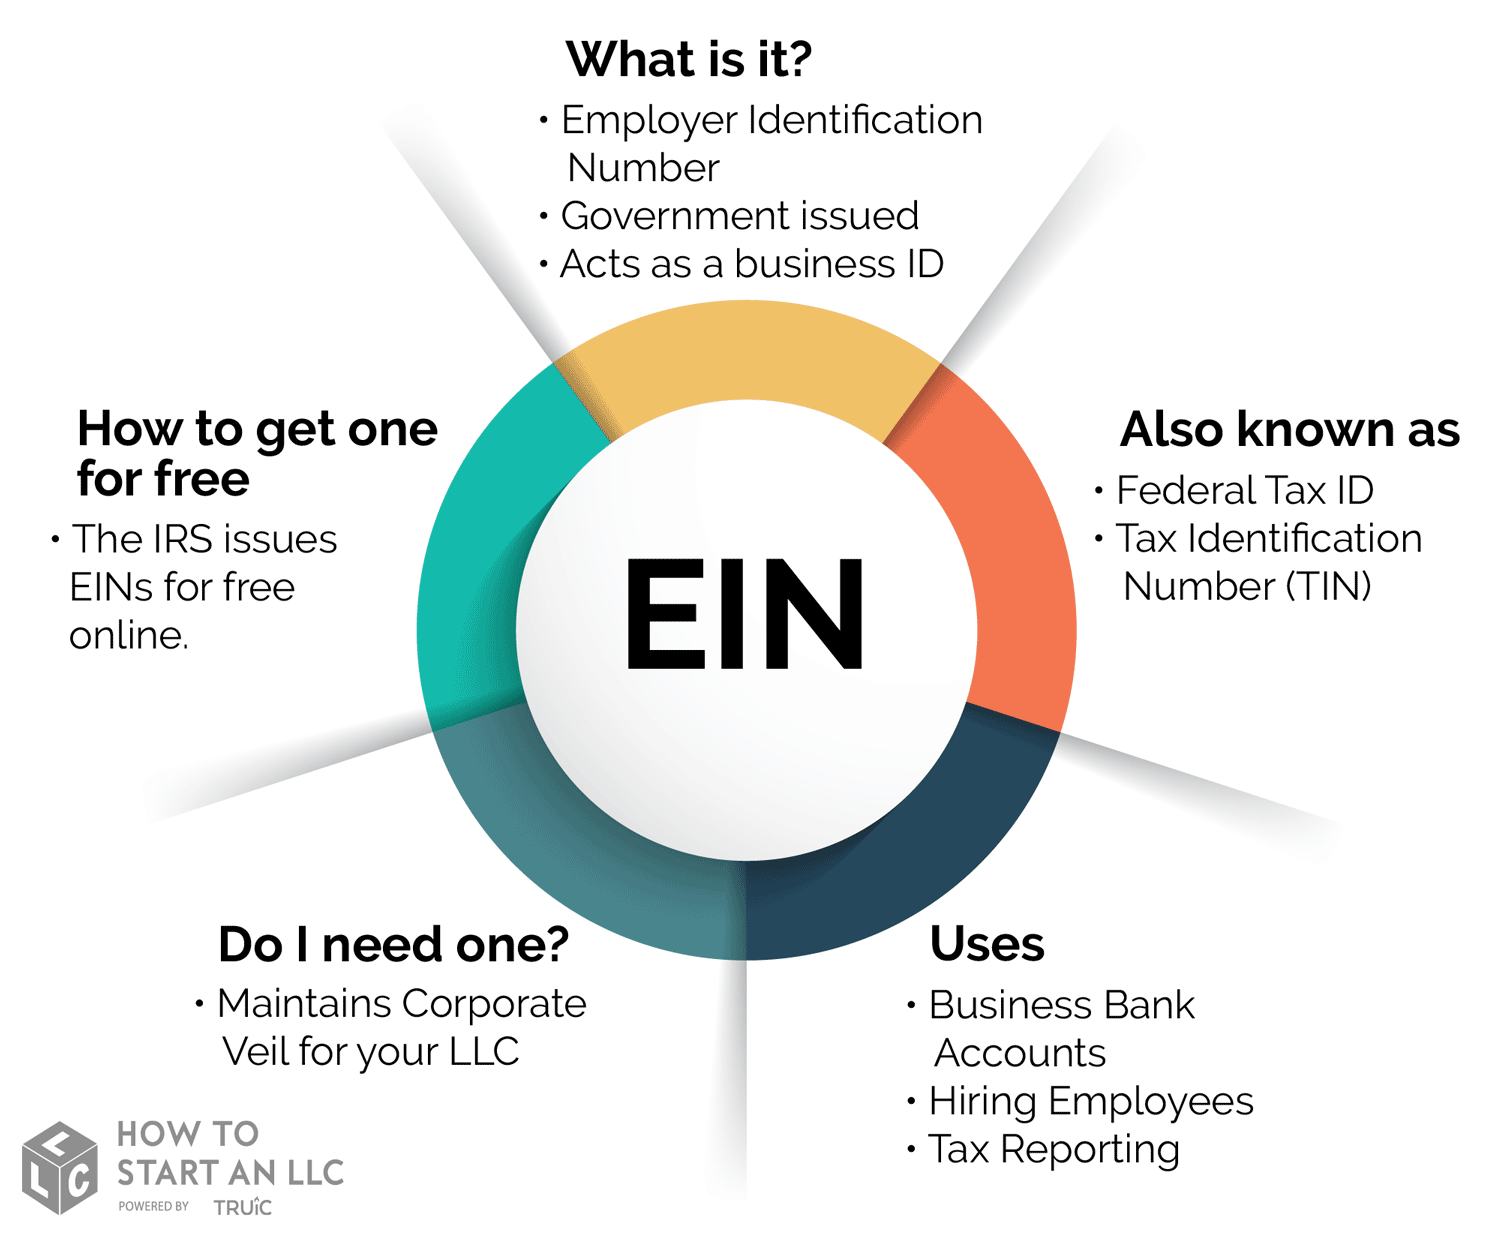 What is it?
• Employer Identification
Number
• Government issued
• Acts as a business ID
How to get one
for free
• The IRS issues
EINs for free
online.
EIN
Also known as
• Federal Tax ID
• Tax Identification
Number (TIN)
Do I need one?
• Maintains Corporate
Veil for your LLC
Uses
• Business Bank
Accounts
• Hiring Employees
• Tax Reporting
LLC
HOW TO
START AN LLC
POWERED BY TRUiC